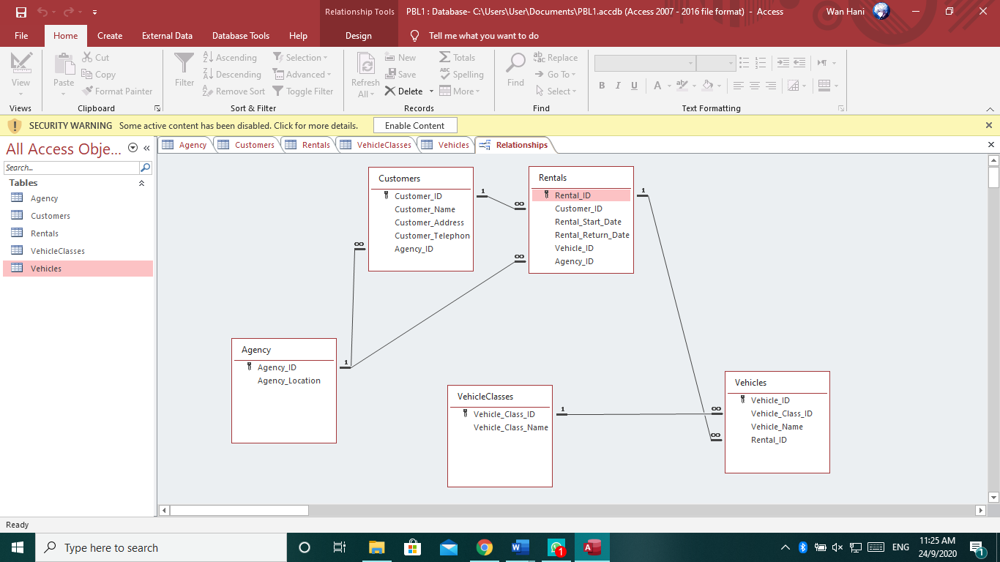 Relationship Tools
PBL1 : Database- C:\Users\User\Documents\PBL1.accdb (Access 2007 - 2016 file format) - Access
Wan Hani
File Home Create External Data Database Tools Help Design Tell me what you want to do
View
Views
Paste
Cut
Copy
Format Painter
Clipboard
Filter
Ascending
Descending
Remove Sort
Selection
Advanced
Toggle Filter
Sort & Filter
Refresh
All
New
Save
Delete
Totals
Spelling
More
Records
Find
Replace
Go To
Select
Find
B I U A
Text Formatting
SECURITY WARNING Some active content has been disabled. Click for more details. Enable Content
All Access Obje...
Search...
Tables
Agency
Customers
Rentals
VehicleClasses
Vehicles
Agency Customers Rentals VehicleClasses Vehicles Relationships
Customers
Customer_ID
Customer_Name
Customer_Address
Customer_Telephon
Agency_ID
1
∞
∞
Rentals
Rental_ID
Customer_ID
Rental_Start_Date
Rental_Return_Date
Vehicle_ID
Agency_ID
1
∞
Agency
Agency_ID
Agency_Location
1
VehicleClasses
Vehicle_Class_ID
Vehicle_Class_Name
1
∞
∞
Vehicles
Vehicle_ID
Vehicle_Class_ID
Vehicle_Name
Rental_ID
Ready
Type here to search
W
1
A
ENG
11:25 AM
24/9/2020
1